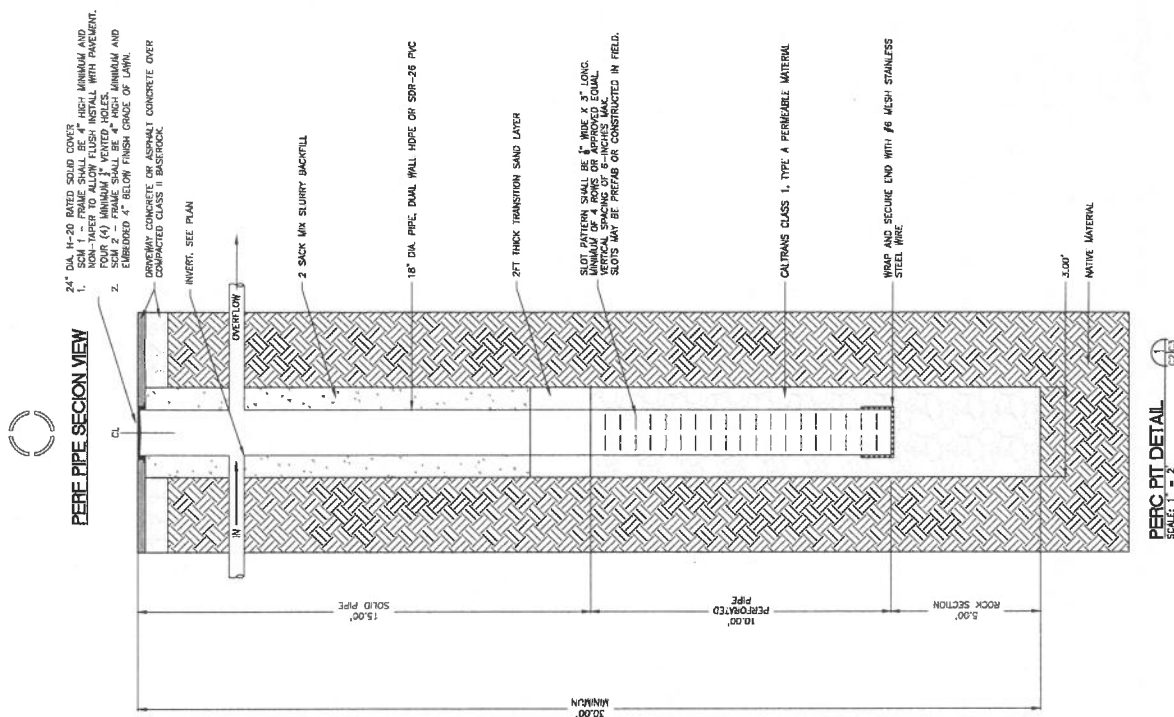 PERF PIPE SECION VIEW
CL
24" DIA. H-20 RATED SOLID COVER
1. SCM 1 - FRAME SHALL BE 4" HIGH MINIMUM AND
NON-TAPER TO ALLOW FLUSH INSTALL WITH PAVEMENT.
FOUR (4) MINIMUM VENTED HOLES.
2. SCM 2 - FRAME SHALL BE 4" HIGH MINIMUM AND
EMBEDDED 4" BELOW FINISH GRADE OF LAWN.
DRIVEWAY CONCRETE OR ASPHALT CONCRETE OVER
COMPACTED CLASS II BASEROCK.
INVERT, SEE PLAN
IN
OVERFLOW
2 SACK MIX SLURRY BACKFILL
18" DIA. PIPE, DUAL WALL HDPE OR SDR-26 PVC
2FT THICK TRANSITION SAND LAYER
SLOT PATTERN SHALL BE WIDE X 3" LONG.
MINIMUM OF 4 ROWS OR APPROVED EQUAL.
VERTICAL SPACING OF 6-INCHES MAX.
SLOTS MAY BE PREFAB OR CONSTRUCTED IN FIELD.
CALTRANS CLASS 1, TYPE A PERMEABLE MATERIAL
WRAP AND SECURE END WITH #6 MESH STAINLESS
STEEL WIRE
3.00'
NATIVE MATERIAL
15.00'
SOLID PIPE
10.00'
PERFORATED
PIPE
5.00'
ROCK SECTION
30.00'
MINIMUN
PERC PIT DETAIL
SCALE: 1" = 2'
1